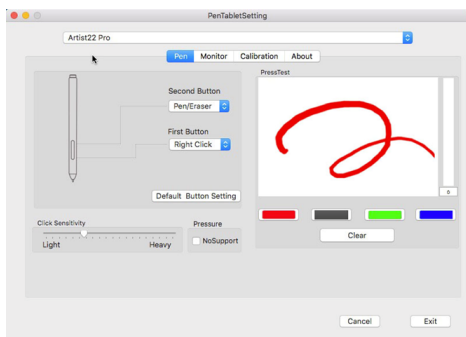 PenTabletSetting
Artist22 Pro
Pen Monitor Calibration About
PressTest
Second Button
Pen/Eraser
First Button
Right Click
Default Button Setting
6
Click Sensitivity
Light Heavy
Pressure
NoSupport
Clear
Cancel Exit